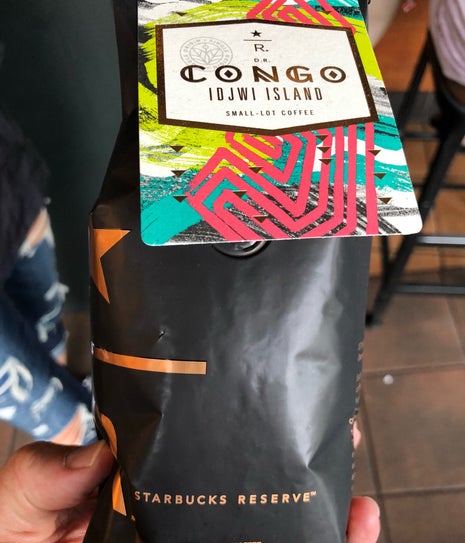 R.
D.R.
CONGO
IDJWI ISLAND
SMALL-LOT COFFEE
R.
STARBUCKS RESERVE™